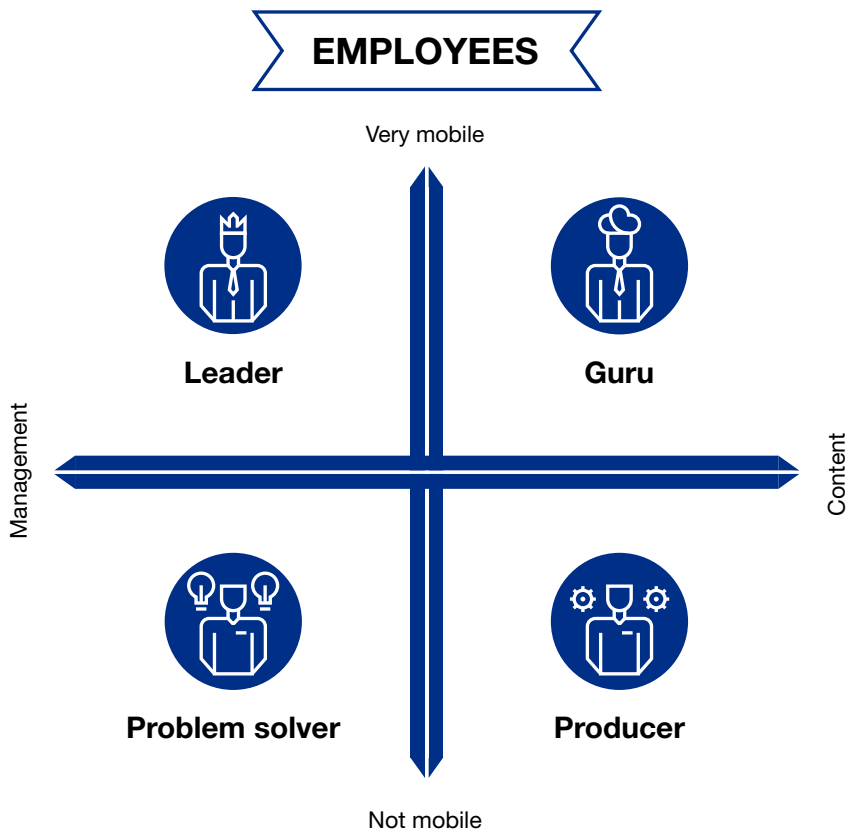 EMPLOYEES
Very mobile
Leader
Guru
Management
Content
Problem solver
Producer
Not mobile